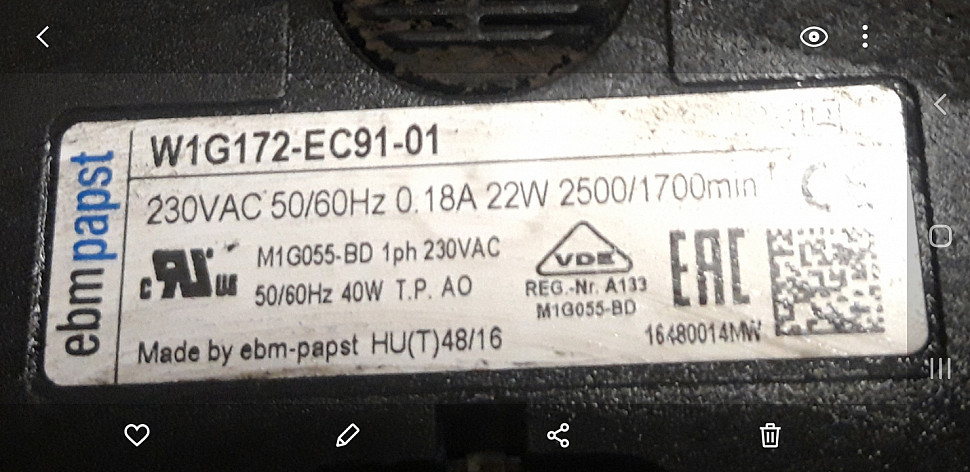 W1G172-EC91-01
ebmpapst
230VAC 50/60Hz 0.18A 22W 2500/1700min
M1G055-BD 1ph 230VAC
50/60Hz 40W T.P. AO
c us
VDE
REG.-Nr. A133
M1G055-BD
EAC
16480014MW
Made by ebm-papst HU(T)48/16